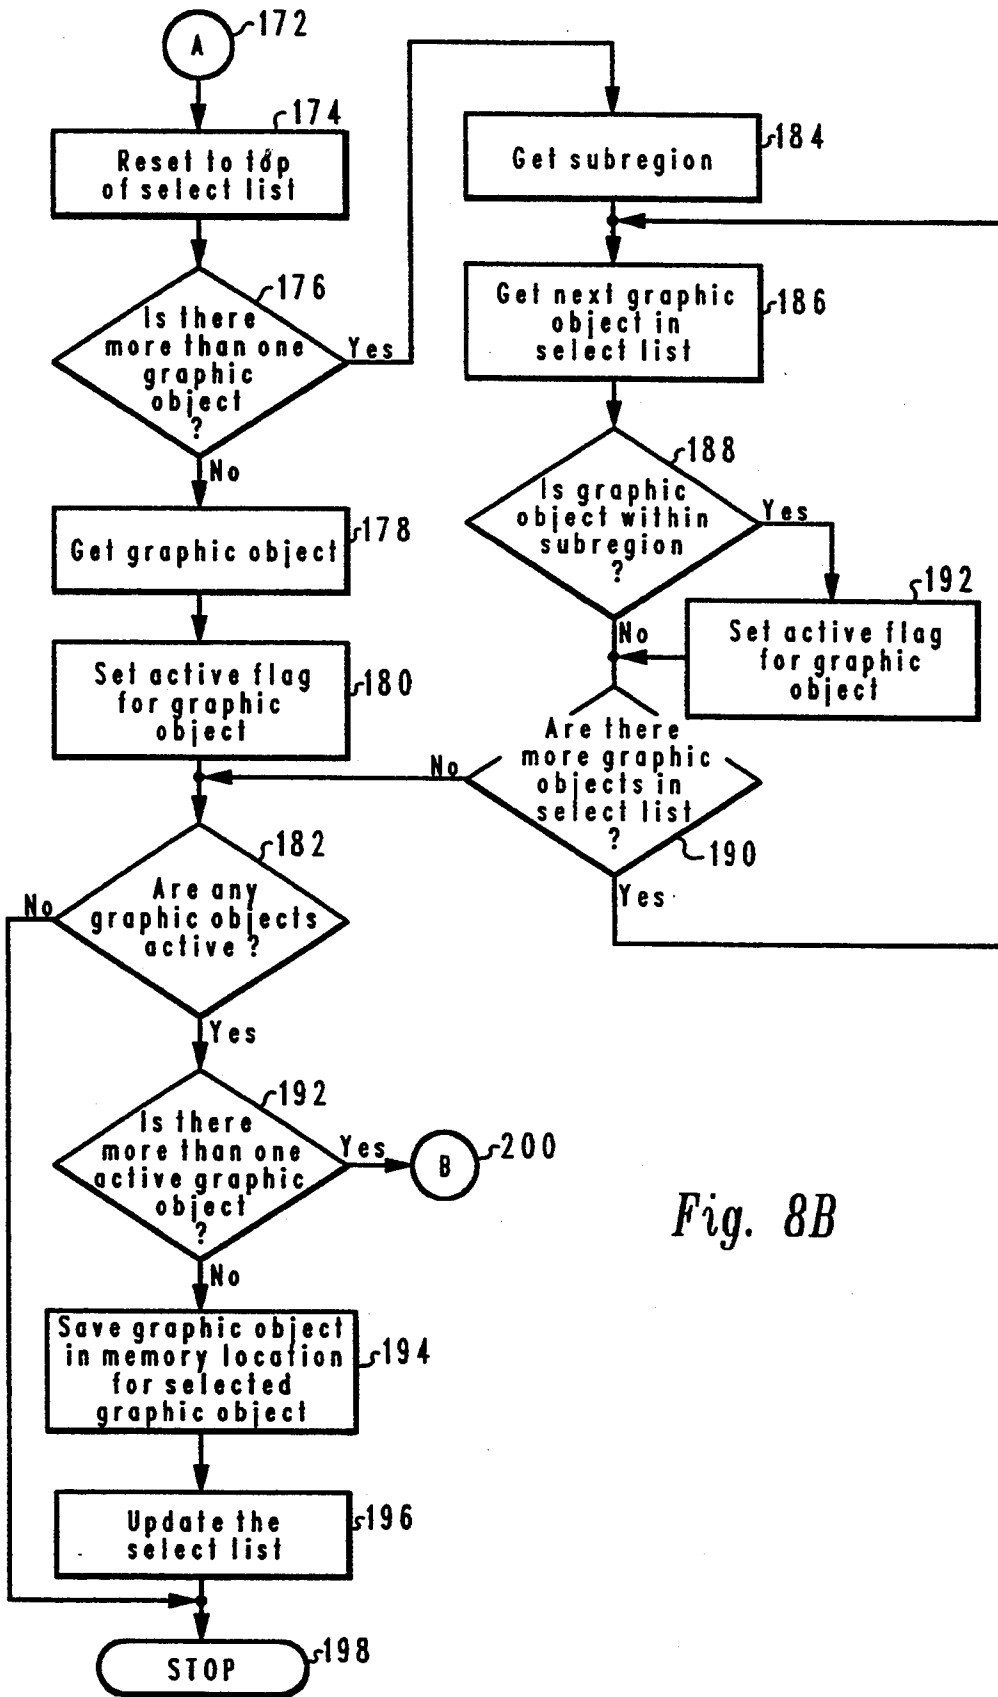 A
172
174
Reset to top
of select list
176
Is there
more than one
graphic
object
?
Yes
No
178
Get graphic object
180
Set active flag
for graphic
object
182
Are any
graphic objects
active ?
No
Yes
192
Is there
more than one
active graphic
object
?
Yes
B
200
No
194
Save graphic object
in memory location
for selected
graphic object
196
Update the
select list
STOP
198
184
Get subregion
186
Get next graphic
object in
select list
188
Is graphic
object within
subregion
?
Yes
No
192
Set active flag
for graphic
object
Are there
more graphic
objects in
select list
?
No
190
Yes
Fig. 8B